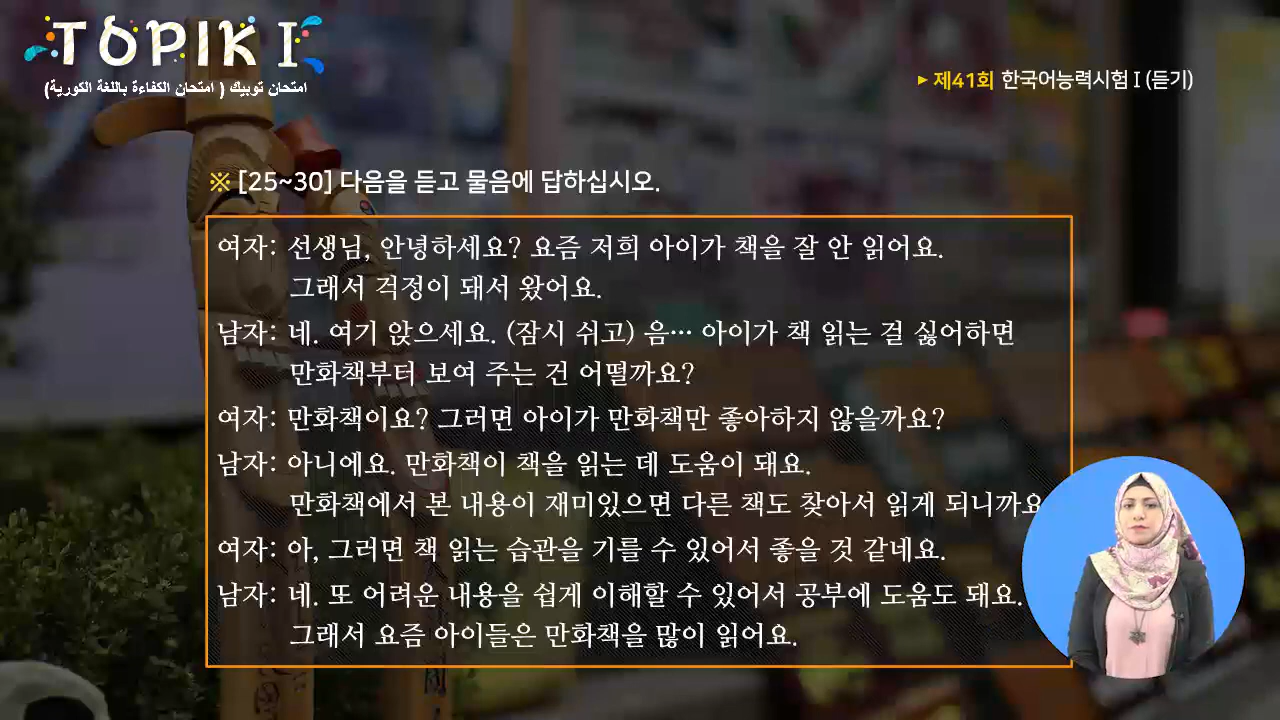 TOPIK I
امتحان توبيك ( امتحان الكفاءة باللغة الكورية)
▸ 제41회 한국어능력시험 I (듣기)
※ [25~30] 다음을 듣고 물음에 답하십시오.
여자: 선생님, 안녕하세요? 요즘 저희 아이가 책을 잘 안 읽어요.
그래서 걱정이 돼서 왔어요.
남자: 네. 여기 앉으세요. (잠시 쉬고) 음… 아이가 책 읽는 걸 싫어하면
만화책부터 보여 주는 건 어떨까요?
여자: 만화책이요? 그러면 아이가 만화책만 좋아하지 않을까요?
남자: 아니에요. 만화책이 책을 읽는 데 도움이 돼요.
만화책에서 본 내용이 재미있으면 다른 책도 찾아서 읽게 되니까요
여자: 아, 그러면 책 읽는 습관을 기를 수 있어서 좋을 것 같네요.
남자: 네. 또 어려운 내용을 쉽게 이해할 수 있어서 공부에 도움도 돼요.
그래서 요즘 아이들은 만화책을 많이 읽어요.